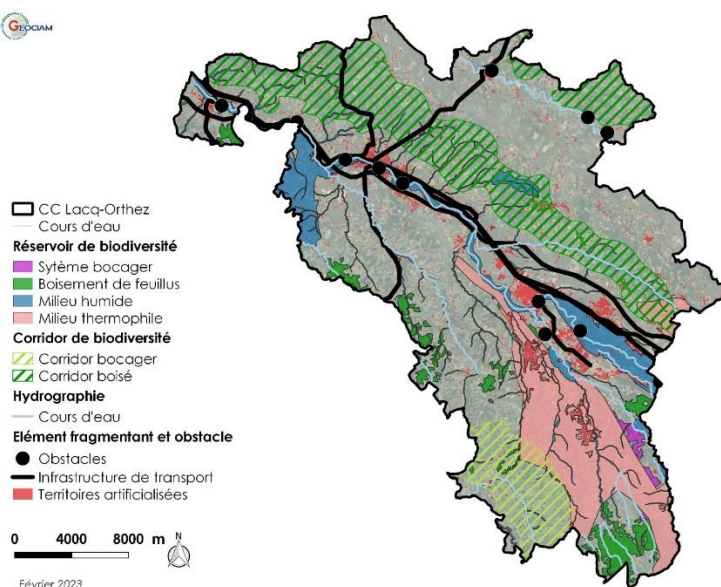 GEOCIAM
CC Lacq-Orthez
Cours d'eau
Réservoir de biodiversité
Sytème bocager
Boisement de feuillus
Milieu humide
Milieu thermophile
Corridor de biodiversité
Corridor bocager
Corridor boisé
Hydrographie
Cours d'eau
Elément fragmentant et obstacle
Obstacles
Infrastructure de transport
Territoires artificialisées
0 4000 8000 m N
Février 2023